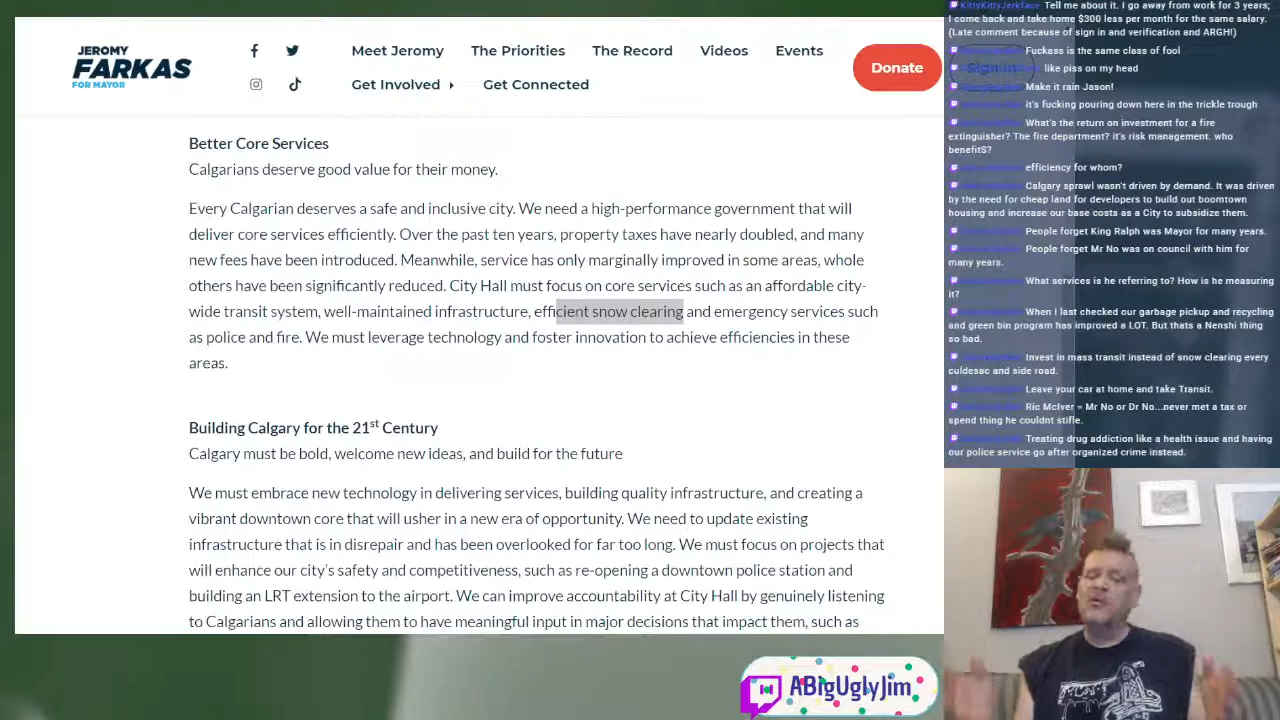 JEROMY
FARKAS
FOR MAYOR
Meet Jeromy
The Priorities
The Record
Videos
Events
Get Involved
Get Connected
Donate
Better Core Services
Calgarians deserve good value for their money.
Every Calgarian deserves a safe and inclusive city. We need a high-performance government that will
deliver core services efficiently. Over the past ten years, property taxes have nearly doubled, and many
new fees have been introduced. Meanwhile, service has only marginally improved in some areas, whole
others have been significantly reduced. City Hall must focus on core services such as an affordable city-
wide transit system, well-maintained infrastructure, efficient snow clearing and emergency services such
as police and fire. We must leverage technology and foster innovation to achieve efficiencies in these
areas.
Building Calgary for the 21st Century
Calgary must be bold, welcome new ideas, and build for the future
We must embrace new technology in delivering services, building quality infrastructure, and creating a
vibrant downtown core that will usher in a new era of opportunity. We need to update existing
infrastructure that is in disrepair and has been overlooked for far too long. We must focus on projects that
will enhance our city's safety and competitiveness, such as re-opening a downtown police station and
building an LRT extension to the airport. We can improve accountability at City Hall by genuinely listening
to Calgarians and allowing them to have meaningful input in major decisions that impact them, such as
KittyKittyJerkface Tell me about it. I go away from work for 3 years;
I come back and take home $300 less per month for the same salary.
(Late comment because of sign in and verification and ARGH!)
Fuckass is the same class of fool
like piss on my head
Make it rain Jason!
it's fucking pouring down here in the trickle trough
What's the return on investment for a fire
extinguisher? The fire department? it's risk management. who
benefitS?
efficiency for whom?
Calgary sprawl wasn't driven by demand. It was driven
by the need for cheap land for developers to build out boomtown
housing and increase our base costs as a City to subsidize them.
People forget King Ralph was Mayor for many years.
People forget Mr No was on council with him for
many years.
What services is he referring to? How is he measuring
it?
When I last checked our garbage pickup and recycling
and green bin program has improved a LOT. But thats a Nenshi thing
so bad.
Invest in mass transit instead of snow clearing every
culdesac and side road.
Leave your car at home and take Transit.
Ric McIver = Mr No or Dr No...never met a tax or
spend thing he couldnt stifle.
Treating drug addiction like a health issue and having
our police service go after organized crime instead.
ABigUglyJim